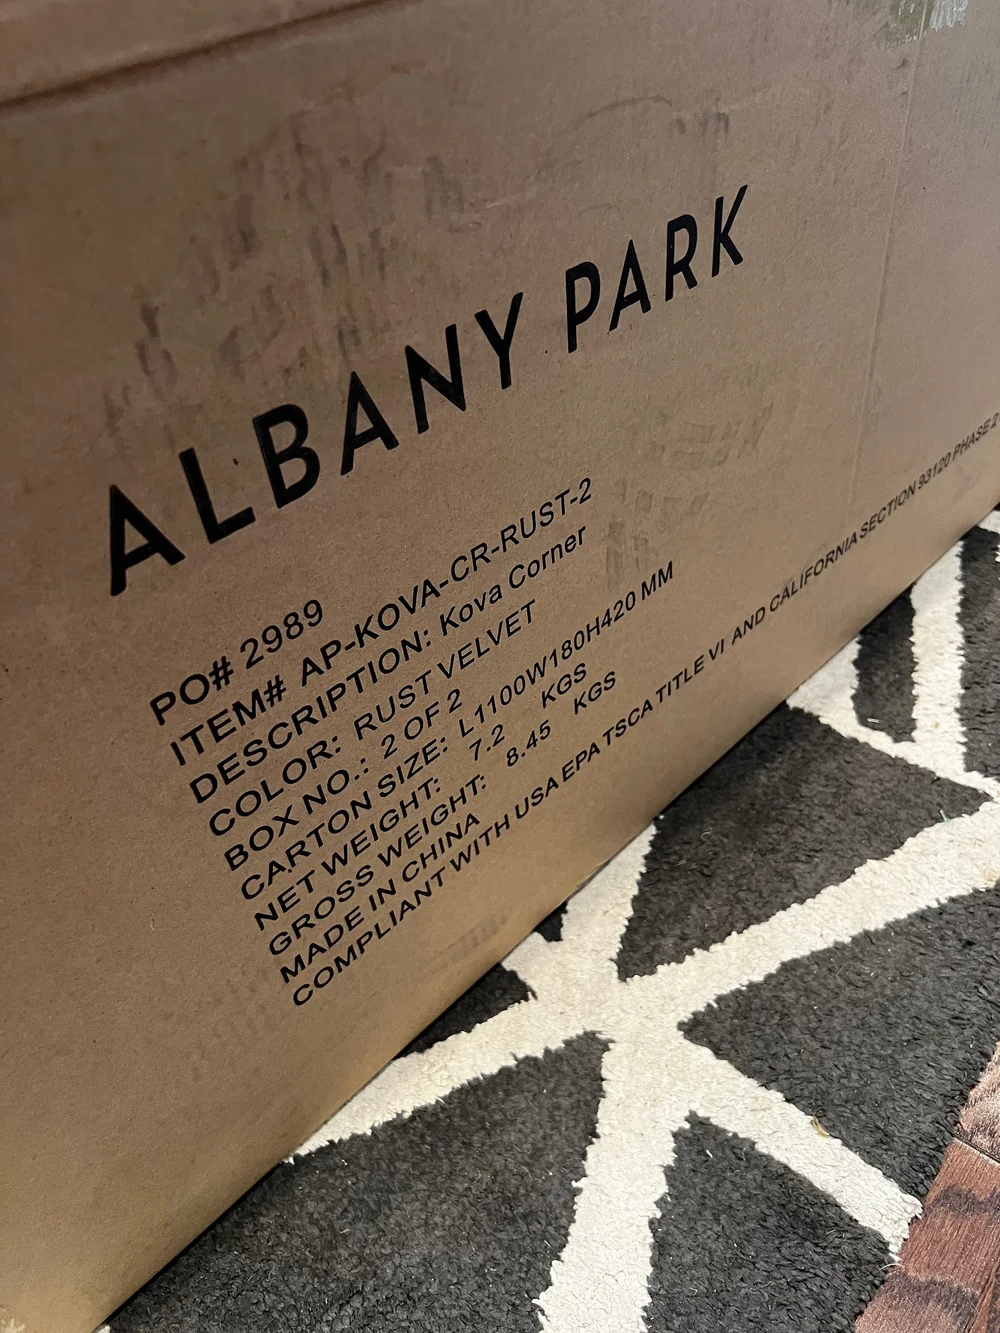 ALBANY PARK
PO# 2989
ITEM# AP-KOVA-CR-RUST-2
DESCRIPTION: Kova Corner
COLOR: RUST VELVET
BOX NO.: 2 OF 2
CARTON SIZE: L1100W180H420 MM
NET WEIGHT: 7.2 KGS
GROSS WEIGHT: 8.45 KGS
MADE IN CHINA
COMPLIANT WITH USA EPA TSCA TITLE VI AND CALIFORNIA SECTION 93120 PHASE 2